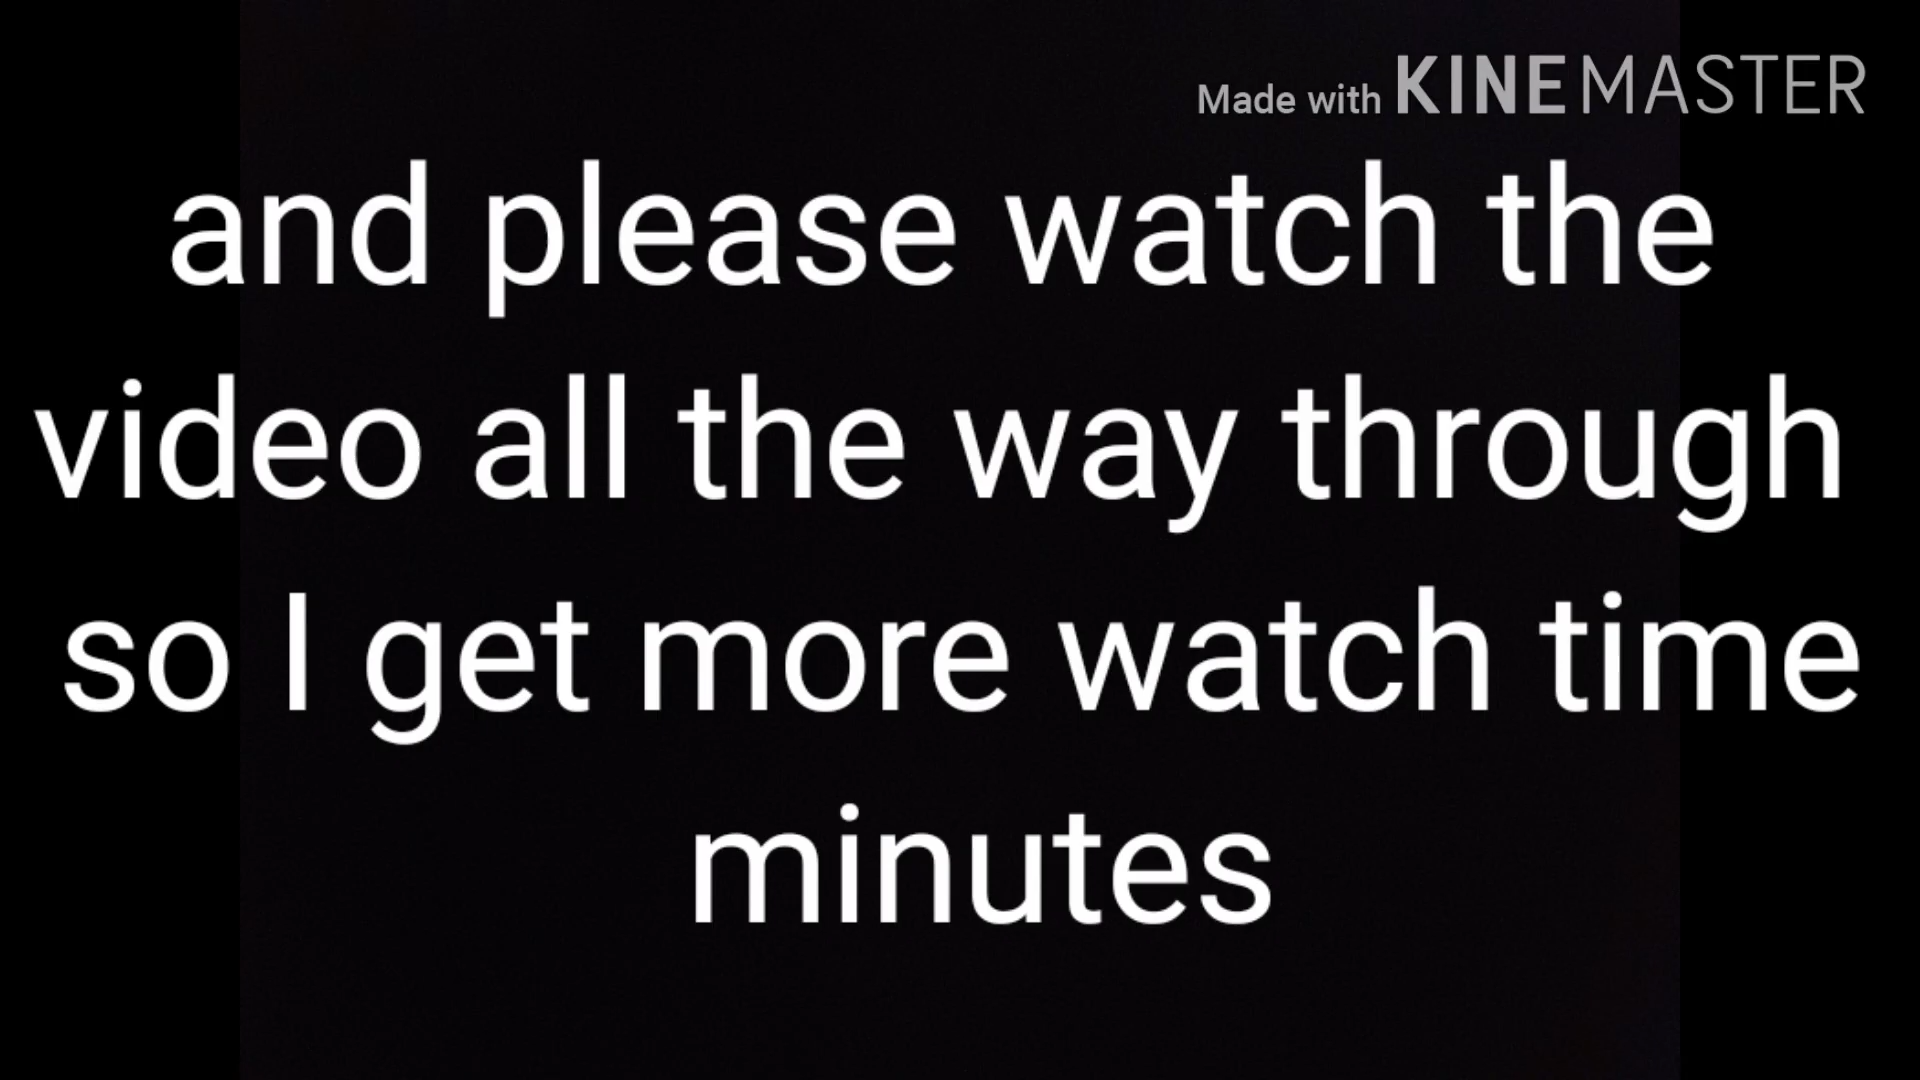 Made with KINEMASTER
and please watch the
video all the way through
so I get more watch time
minutes